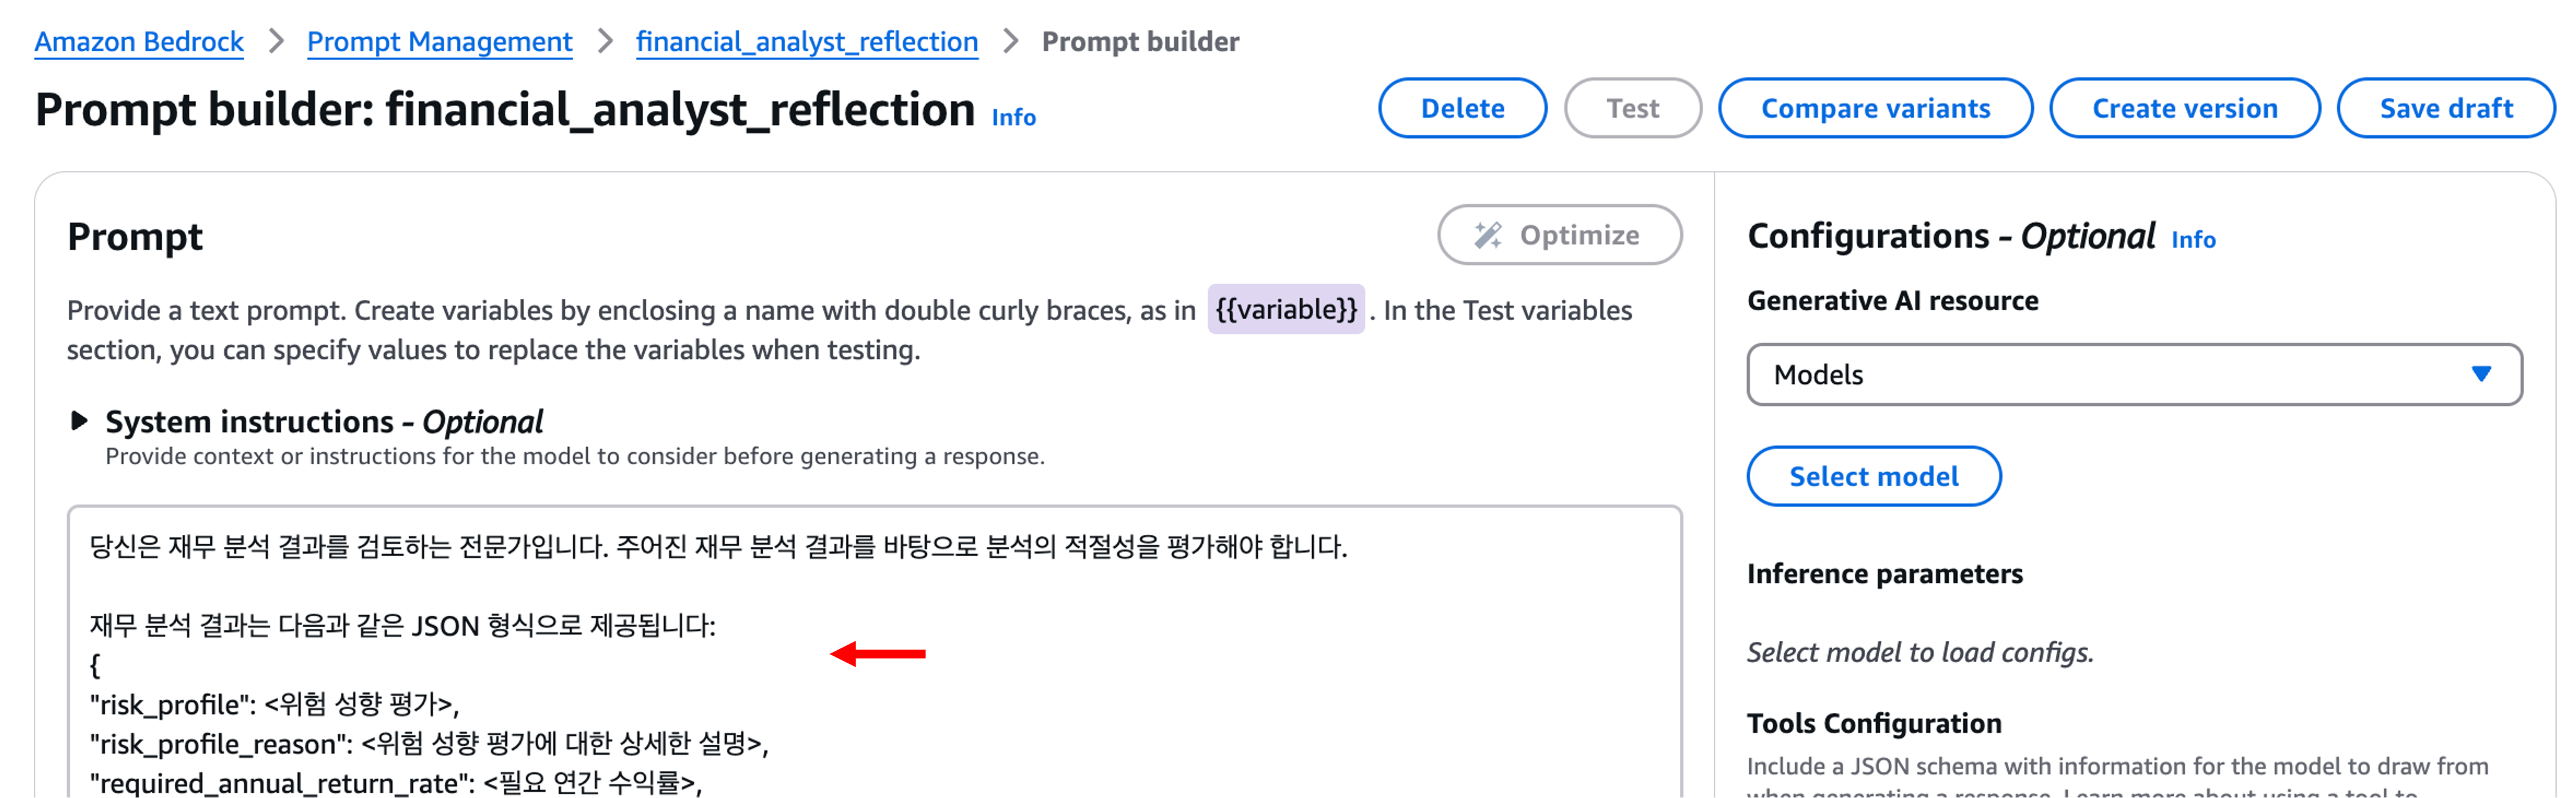 Amazon Bedrock > Prompt Management > financial_analyst_reflection > Prompt builder
Prompt builder: financial_analyst_reflection Info
Delete
Test
Compare variants
Create version
Save draft
Prompt
Optimize
Provide a text prompt. Create variables by enclosing a name with double curly braces, as in {{variable}} . In the Test variables
section, you can specify values to replace the variables when testing.
System instructions - Optional
Provide context or instructions for the model to consider before generating a response.
당신은 재무 분석 결과를 검토하는 전문가입니다. 주어진 재무 분석 결과를 바탕으로 분석의 적절성을 평가해야 합니다.
재무 분석 결과는 다음과 같은 JSON 형식으로 제공됩니다:
{
"risk_profile": <위험 성향 평가>,
"risk_profile_reason": <위험 성향 평가에 대한 상세한 설명>,
"required_annual_return_rate": <필요 연간 수익률>,
Configurations - Optional Info
Generative AI resource
Models
Select model
Inference parameters
Select model to load configs.
Tools Configuration
Include a JSON schema with information for the model to draw from
when generating a response. Learn more about using a tool to